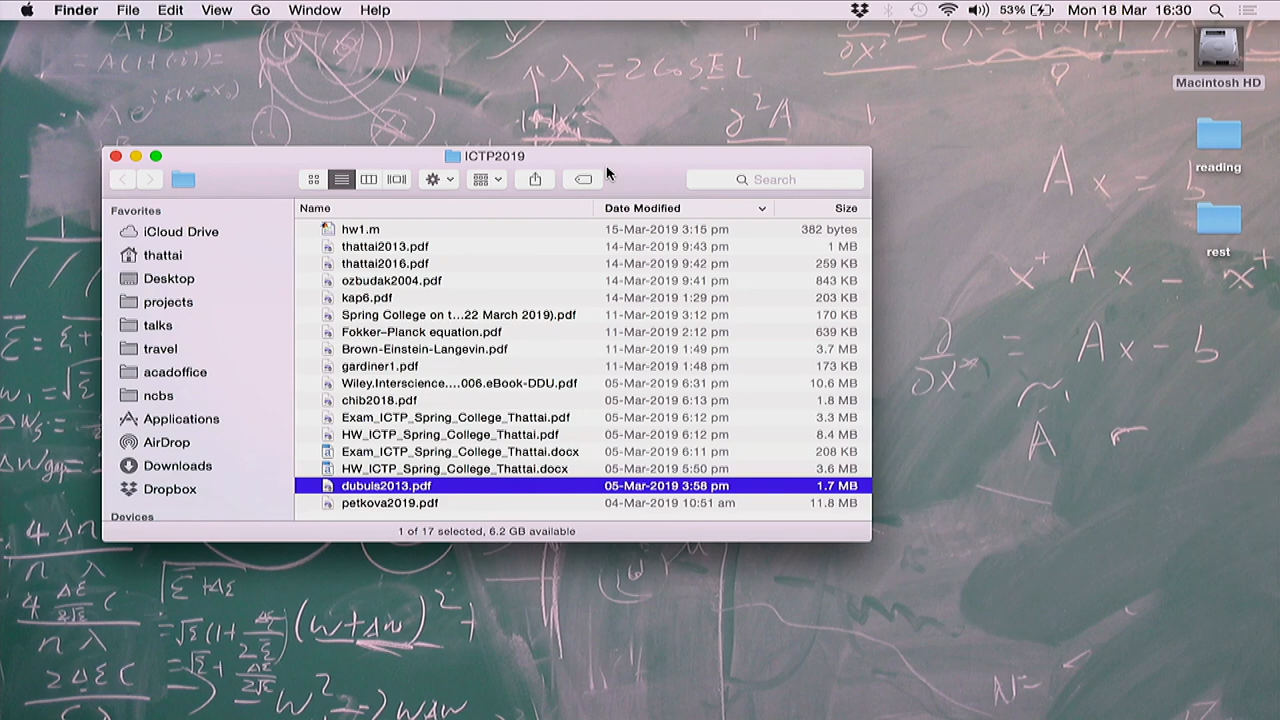 Finder File Edit View Go Window Help 53% Mon 18 Mar 16:30
Macintosh HD
reading
rest
ICTP2019
Search
Favorites
iCloud Drive
thattai
Desktop
projects
talks
travel
acadoffice
ncbs
Applications
AirDrop
Downloads
Dropbox
Devices
Name Date Modified Size
hw1.m 15-Mar-2019 3:15 pm 382 bytes
thattai2013.pdf 14-Mar-2019 9:43 pm 1 MB
thattai2016.pdf 14-Mar-2019 9:42 pm 259 KB
ozbudak2004.pdf 14-Mar-2019 9:41 pm 843 KB
kap6.pdf 14-Mar-2019 1:29 pm 203 KB
Spring College on t...22 March 2019).pdf 11-Mar-2019 3:12 pm 170 KB
Fokker–Planck equation.pdf 11-Mar-2019 2:12 pm 639 KB
Brown-Einstein-Langevin.pdf 11-Mar-2019 1:49 pm 3.7 MB
gardiner1.pdf 11-Mar-2019 1:48 pm 173 KB
Wiley.Interscience....006.eBook-DDU.pdf 05-Mar-2019 6:31 pm 10.6 MB
chib2018.pdf 05-Mar-2019 6:13 pm 1.8 MB
Exam_ICTP_Spring_College_Thattai.pdf 05-Mar-2019 6:12 pm 3.3 MB
HW_ICTP_Spring_College_Thattai.pdf 05-Mar-2019 6:12 pm 8.4 MB
Exam_ICTP_Spring_College_Thattai.docx 05-Mar-2019 6:11 pm 208 KB
HW_ICTP_Spring_College_Thattai.docx 05-Mar-2019 5:50 pm 3.6 MB
dubuis2013.pdf 05-Mar-2019 3:58 pm 1.7 MB
petkova2019.pdf 04-Mar-2019 10:51 am 11.8 MB
1 of 17 selected, 6.2 GB available
A+B
λ = 2 Cos
A x = b
= A x - b